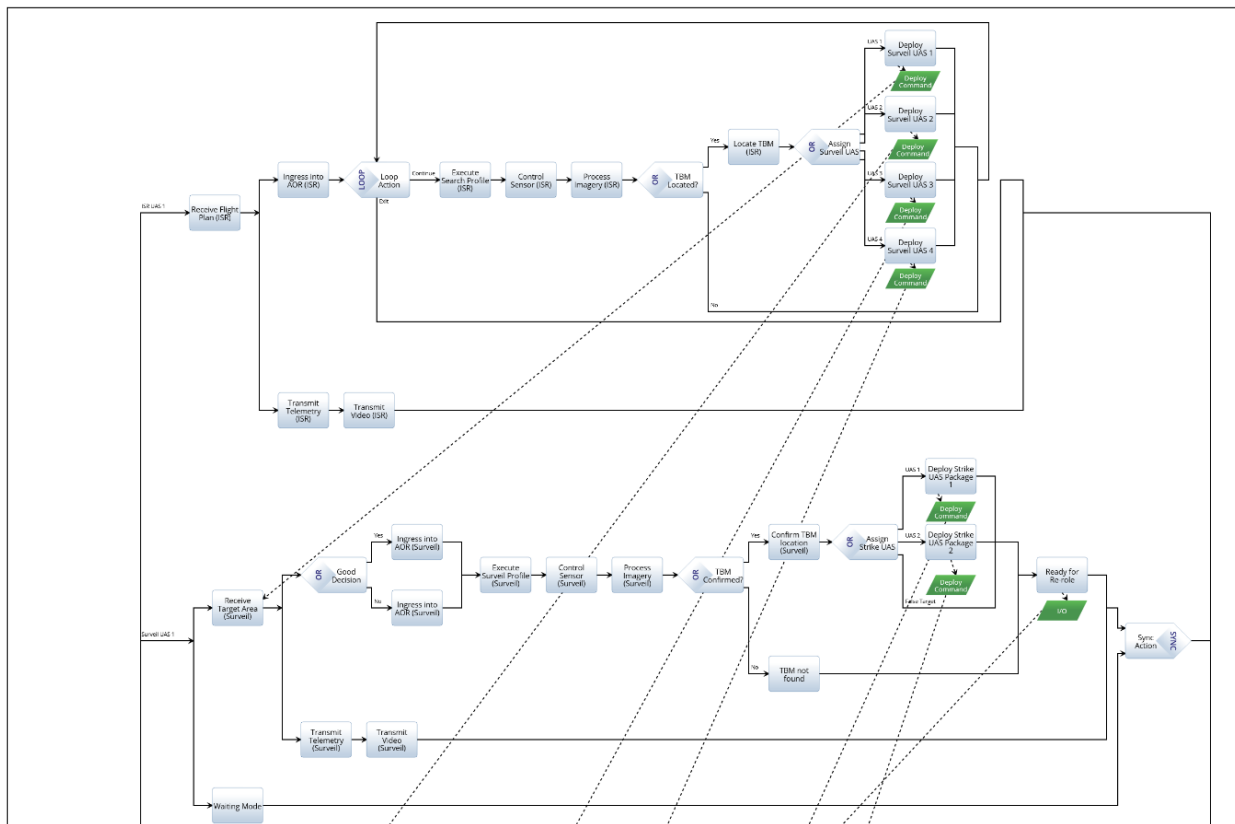 UAS 1
Deploy
Surveil UAS 1
Deploy
Command
UAS 2
Deploy
Surveil UAS 2
Deploy
Command
Yes
Locate TBM
(ISR)
OR
Assign
Surveil UAS
UAS 3
Deploy
Surveil UAS 3
Deploy
Command
UAS 4
Deploy
Surveil UAS 4
Deploy
Command
Ingress into
AOR (ISR)
LOOP
Loop
Action
Continue
Exit
Execute
Search Profile
(ISR)
Control
Sensor (ISR)
Process
Imagery (ISR)
OR
TBM
Located?
No
ISR UAS 1
Receive Flight
Plan (ISR)
Transmit
Telemetry
(ISR)
Transmit
Video (ISR)
UAS 1
Deploy Strike
UAS Package
1
Deploy
Command
UAS 2
Deploy Strike
UAS Package
2
Deploy
Command
False Target
Yes
Confirm TBM
location
(Surveil)
OR
Assign
Strike UAS
Yes
Ingress into
AOR (Surveil)
OR
Good
Decision
No
Ingress into
AOR (Surveil)
Execute
Surveil Profile
(Surveil)
Control
Sensor
(Surveil)
Process
Imagery
(Surveil)
OR
TBM
Confirmed?
Ready for
Re role
I/O
Receive
Target Area
(Surveil)
Surveil UAS 1
Sync
Action
SYNC
No
TBM not
found
Transmit
Telemetry
(Surveil)
Transmit
Video
(Surveil)
Waiting Mode